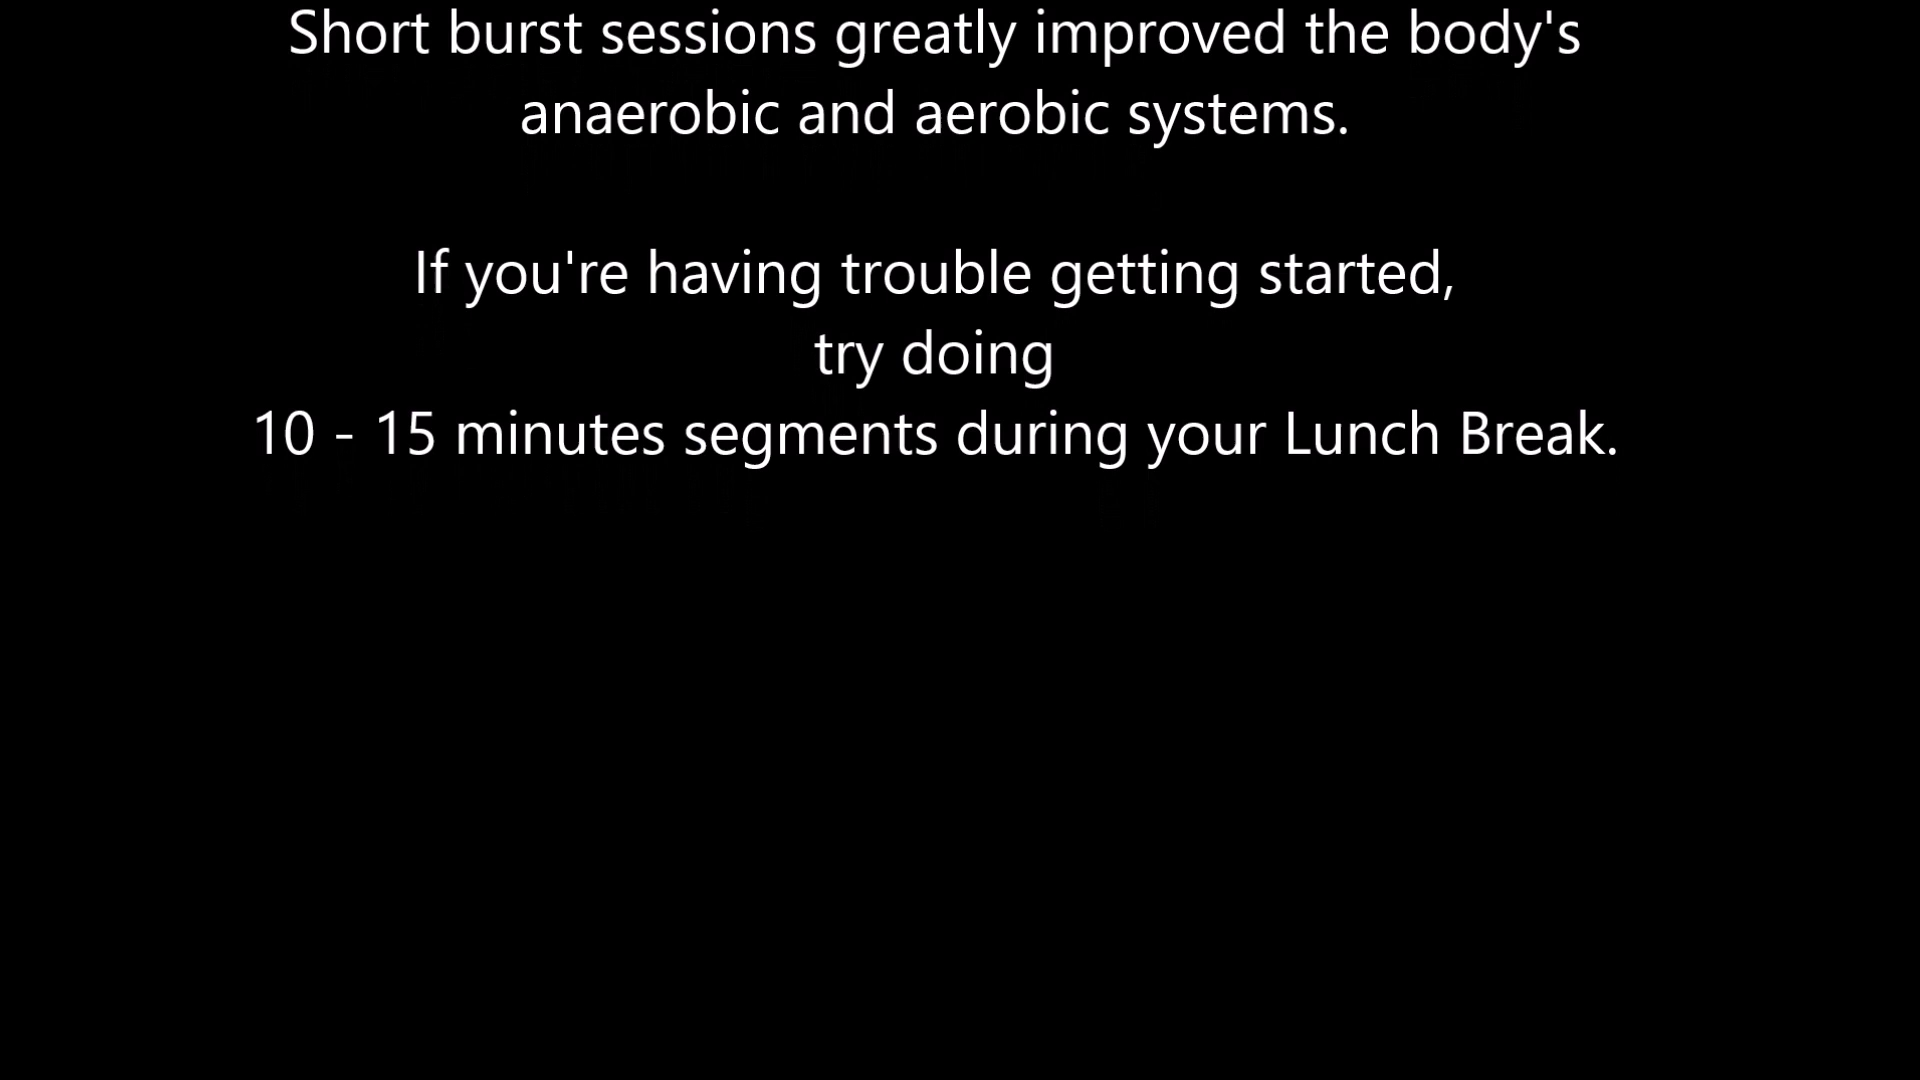 Short burst sessions greatly improved the body's
anaerobic and aerobic systems.
If you're having trouble getting started,
try doing
10 - 15 minutes segments during your Lunch Break.